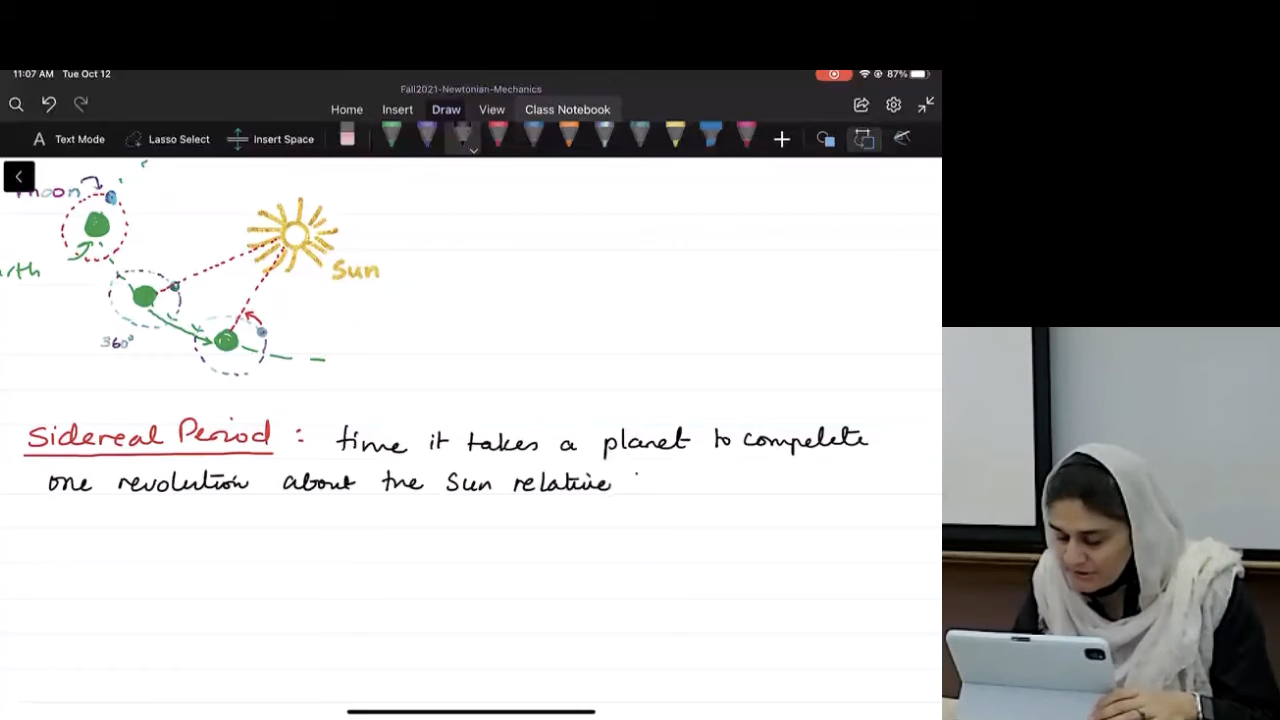 11:07 AM Tue Oct 12
87%
Fall2021-Newtonian-Mechanics
Home Insert Draw View Class Notebook
Text Mode Lasso Select Insert Space
moon
Sun
rth
360°
Sidereal Period : time it takes a planet to compelete
one revolution about the Sun relative